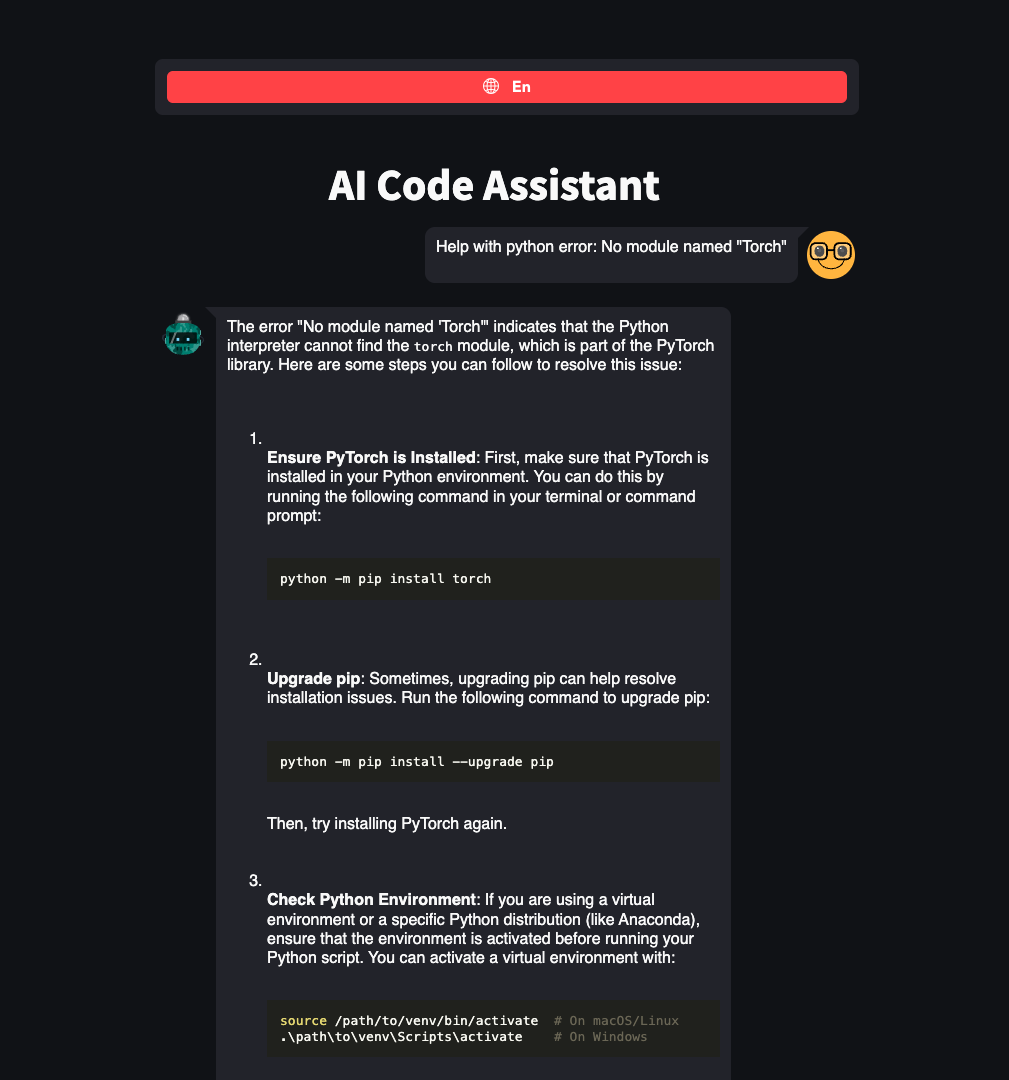 En
AI Code Assistant
Help with python error: No module named "Torch"
The error "No module named 'Torch'" indicates that the Python
interpreter cannot find the torch module, which is part of the PyTorch
library. Here are some steps you can follow to resolve this issue:
1.
Ensure PyTorch is Installed: First, make sure that PyTorch is
installed in your Python environment. You can do this by
running the following command in your terminal or command
prompt:
python -m pip install torch
2.
Upgrade pip: Sometimes, upgrading pip can help resolve
installation issues. Run the following command to upgrade pip:
python -m pip install --upgrade pip
Then, try installing PyTorch again.
3.
Check Python Environment: If you are using a virtual
environment or a specific Python distribution (like Anaconda),
ensure that the environment is activated before running your
Python script. You can activate a virtual environment with:
source /path/to/venv/bin/activate  # On macOS/Linux
.\path\to\venv\Scripts\activate    # On Windows